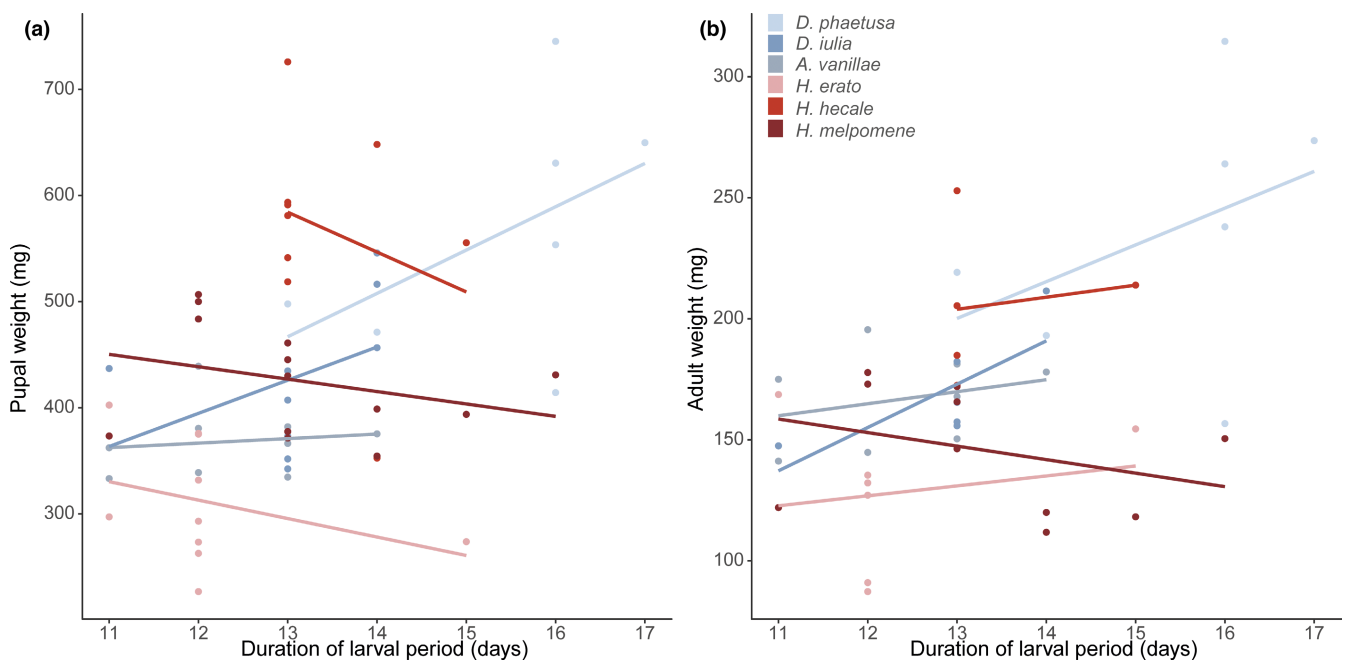 (a)
Pupal weight (mg)
700
600
500
400
300
11 12 13 14 15 16 17
Duration of larval period (days)
(b)
D. phaetusa
D. iulia
A. vanillae
H. erato
H. hecale
H. melpomene
Adult weight (mg)
300
250
200
150
100
11 12 13 14 15 16 17
Duration of larval period (days)